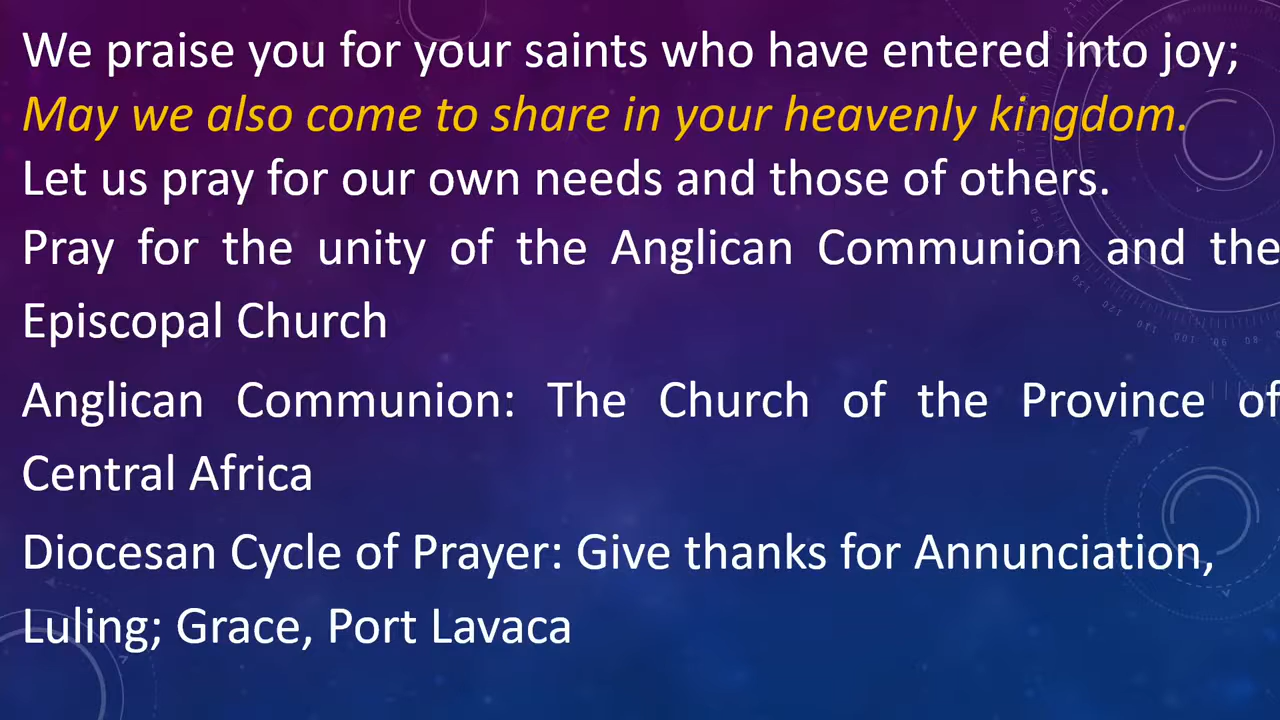 We praise you for your saints who have entered into joy;
May we also come to share in your heavenly kingdom.
Let us pray for our own needs and those of others.
Pray for the unity of the Anglican Communion and the
Episcopal Church
Anglican Communion: The Church of the Province of
Central Africa
Diocesan Cycle of Prayer: Give thanks for Annunciation,
Luling; Grace, Port Lavaca